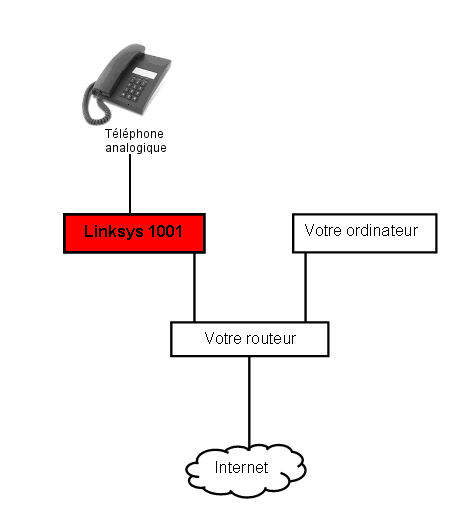 Téléphone
analogique
Linksys 1001
Votre ordinateur
Votre routeur
Internet